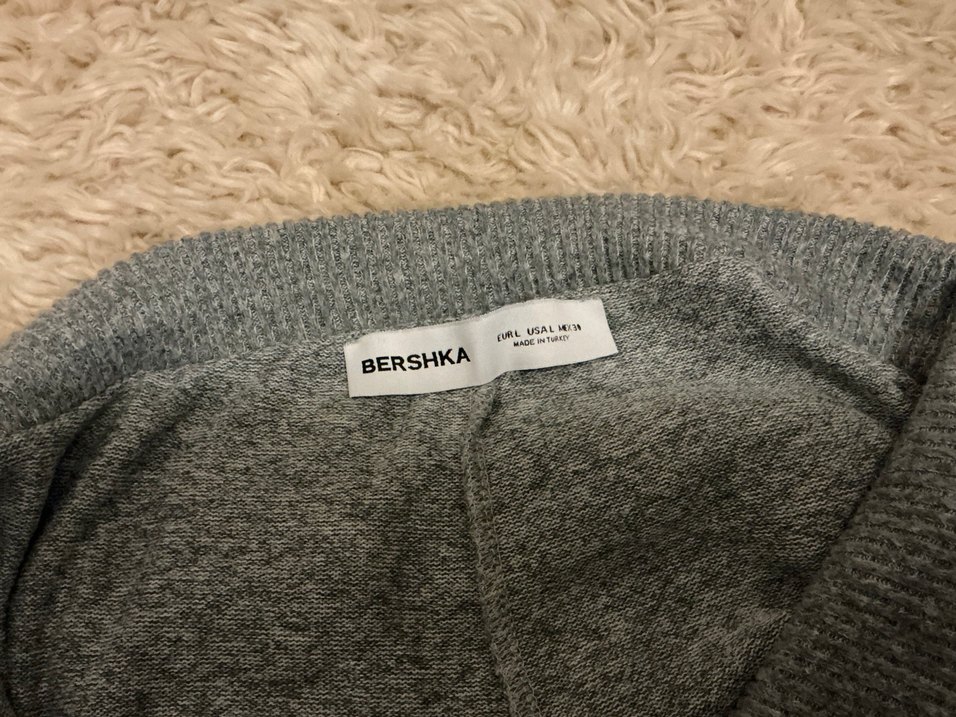 BERSHKA
EUR L USA L MEX 30
MADE IN TURKEY